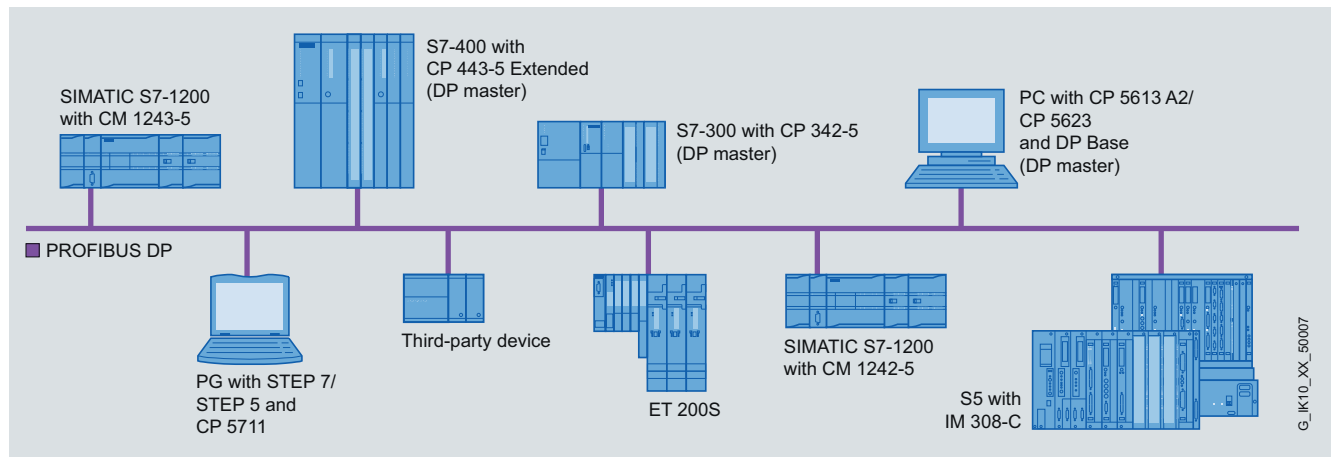 S7-400 with
CP 443-5 Extended
(DP master)
SIMATIC S7-1200
with CM 1243-5
S7-300 with CP 342-5
(DP master)
PC with CP 5613 A2/
CP 5623
and DP Base
(DP master)
PROFIBUS DP
PG with STEP 7/
STEP 5 and
CP 5711
Third-party device
ET 200S
SIMATIC S7-1200
with CM 1242-5
S5 with
IM 308-C
G_IK10_XX_50007